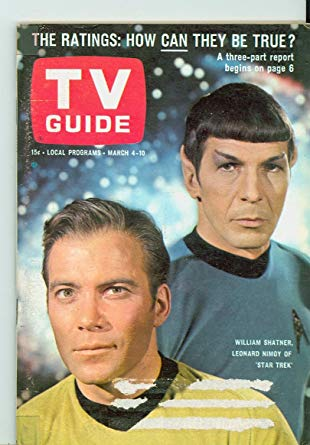 THE RATINGS: HOW CAN THEY BE TRUE?
A three-part report
begins on page 6
TV
GUIDE
15¢ • LOCAL PROGRAMS • MARCH 4-10
WILLIAM SHATNER,
LEONARD NIMOY OF
'STAR TREK'